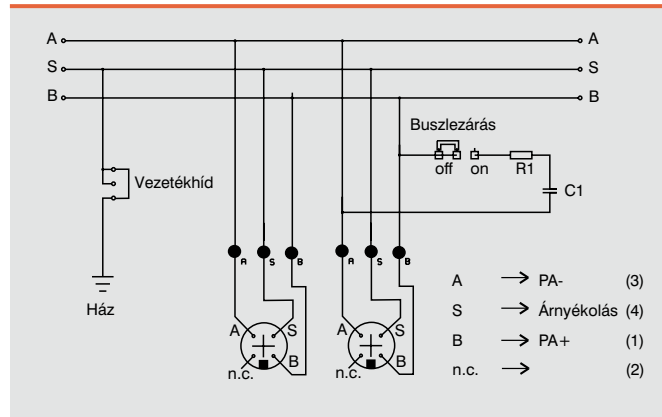 A A
S S
B B
Buszlezárás
off on R1
C1
Vezetékhíd
Ház
A S B A S B
A → PA- (3)
S → Árnyékolás (4)
B → PA+ (1)
n.c. → (2)
A S A S
B B
n.c. n.c.